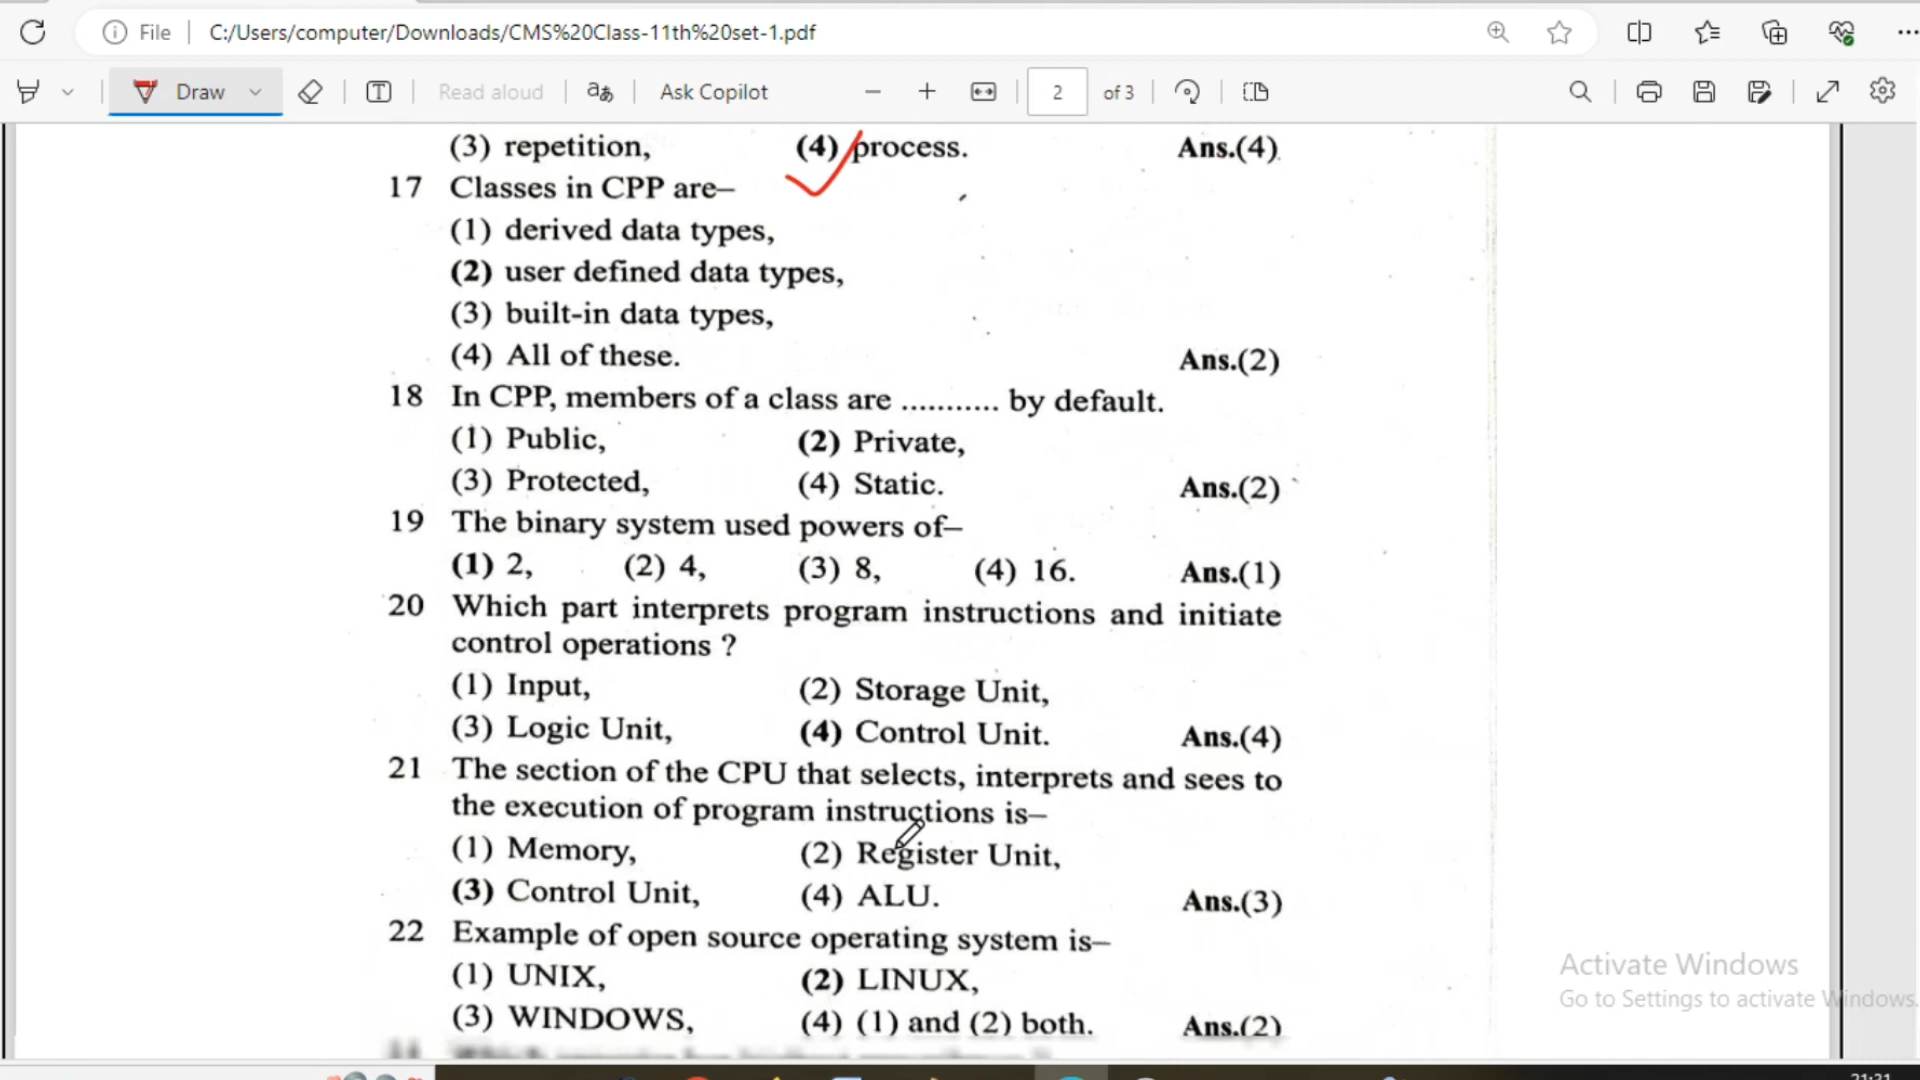 File C:/Users/computer/Downloads/CMS%20Class-11th%20set-1.pdf
Draw Read aloud aあ Ask Copilot 2 of 3
(3) repetition, (4) process. Ans.(4)
17 Classes in CPP are–
(1) derived data types,
(2) user defined data types,
(3) built-in data types,
(4) All of these. Ans.(2)
18 In CPP, members of a class are ........... by default.
(1) Public, (2) Private,
(3) Protected, (4) Static. Ans.(2)
19 The binary system used powers of–
(1) 2, (2) 4, (3) 8, (4) 16. Ans.(1)
20 Which part interprets program instructions and initiate
control operations ?
(1) Input, (2) Storage Unit,
(3) Logic Unit, (4) Control Unit. Ans.(4)
21 The section of the CPU that selects, interprets and sees to
the execution of program instructions is–
(1) Memory, (2) Register Unit,
(3) Control Unit, (4) ALU. Ans.(3)
22 Example of open source operating system is–
(1) UNIX, (2) LINUX,
(3) WINDOWS, (4) (1) and (2) both. Ans.(2)
Activate Windows
Go to Settings to activate Windows.